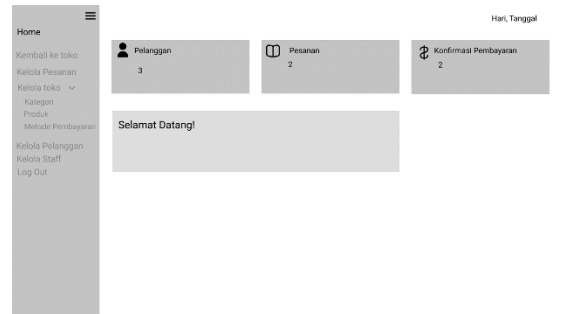 Home
Kembali ke toko
Kelola Pesanan
Kelola toko
Kategori
Produk
Metode Pembayaran
Kelola Pelanggan
Kelola Staff
Log Out
Hari, Tanggal
Pelanggan
3
Pesanan
2
Konfirmasi Pembayaran
2
Selamat Datang!